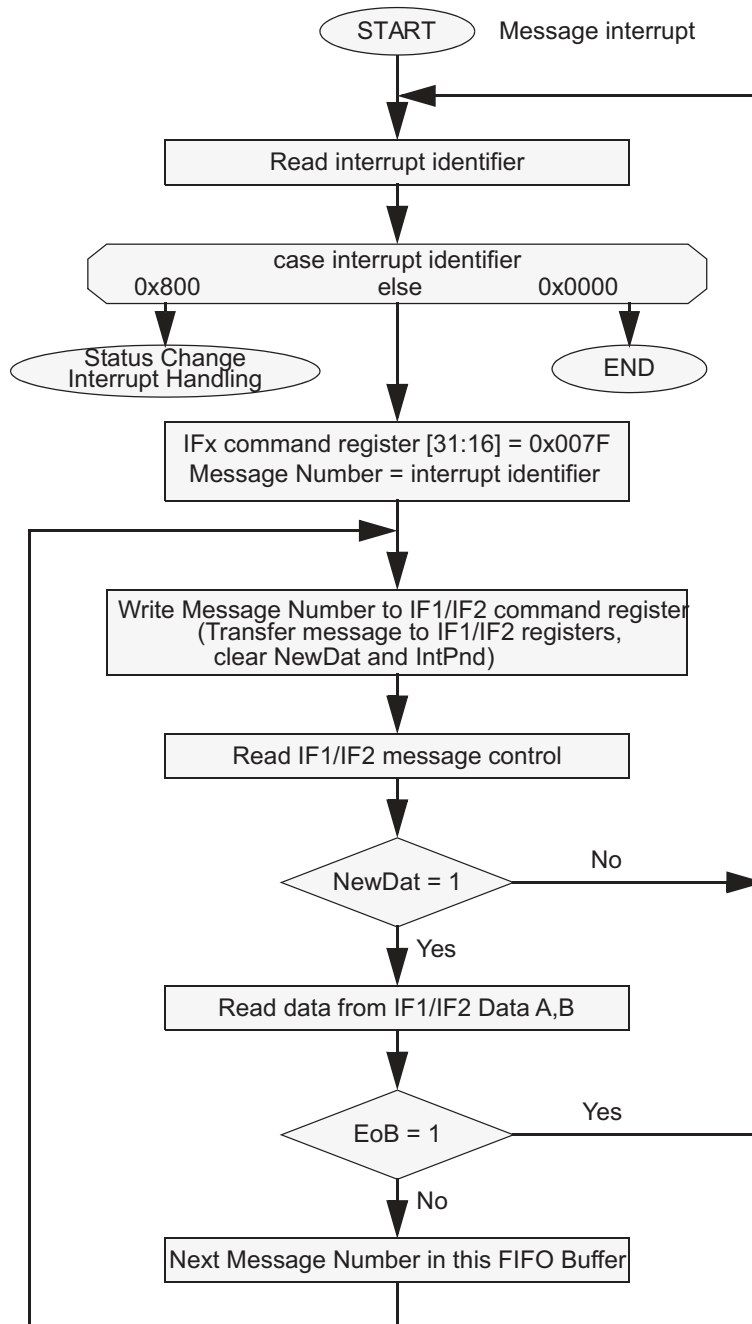 START Message interrupt
Read interrupt identifier
case interrupt identifier
0x800 else 0x0000
Status Change
Interrupt Handling
END
IFx command register [31:16] = 0x007F
Message Number = interrupt identifier
Write Message Number to IF1/IF2 command register
(Transfer message to IF1/IF2 registers,
clear NewDat and IntPnd)
Read IF1/IF2 message control
NewDat = 1
No
Yes
Read data from IF1/IF2 Data A,B
EoB = 1
Yes
No
Next Message Number in this FIFO Buffer